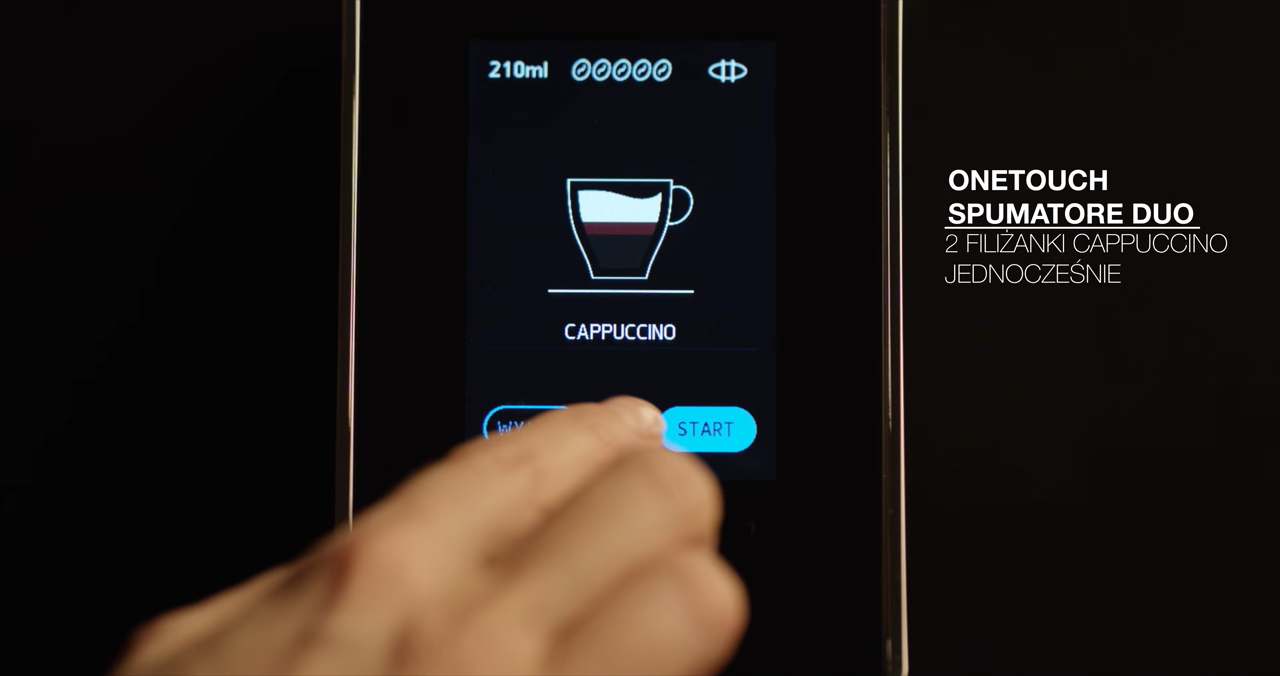 210ml
CAPPUCCINO
START
ONETOUCH
SPUMATORE DUO
2 FILIŻANKI CAPPUCCINO
JEDNOCZEŚNIE